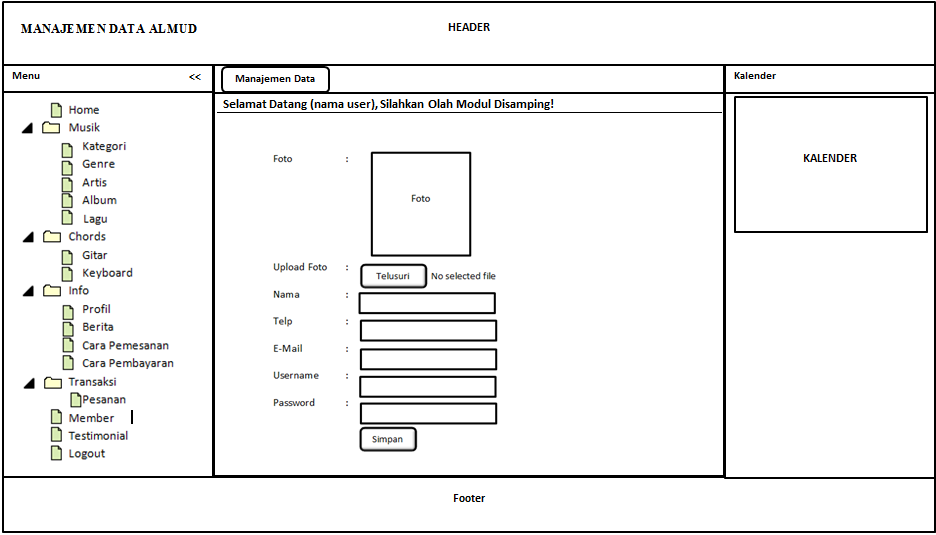 MANAJEMEN DATA ALMUD
HEADER
Menu <<
Manajemen Data
Kalender
Selamat Datang (nama user), Silahkan Olah Modul Disamping!
Home
Musik
Kategori
Genre
Artis
Album
Lagu
Chords
Gitar
Keyboard
Info
Profil
Berita
Cara Pemesanan
Cara Pembayaran
Transaksi
Pesanan
Member
Testimonial
Logout
Foto :
Foto
Upload Foto : Telusuri No selected file
Nama :
Telp :
E-Mail :
Username :
Password :
Simpan
KALENDER
Footer